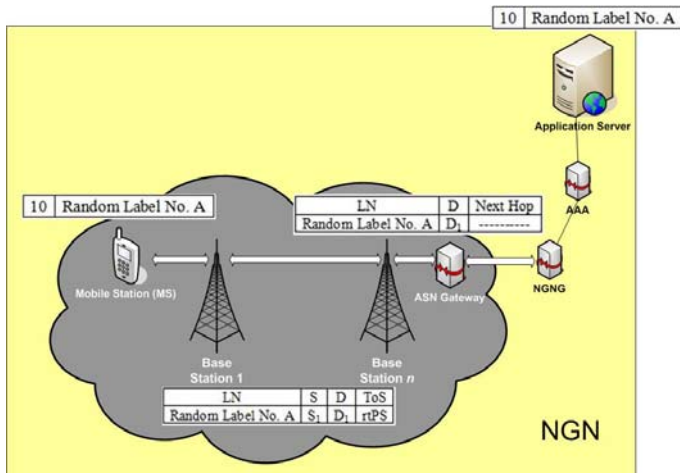 10 Random Label No. A
Application Server
AAA
10 Random Label No. A
LN D Next Hop
Random Label No. A D₁ ----------
Mobile Station (MS)
ASN Gateway
NGNG
Base
Station 1
Base
Station n
LN S D ToS
Random Label No. A S₁ D₁ rtPS
NGN